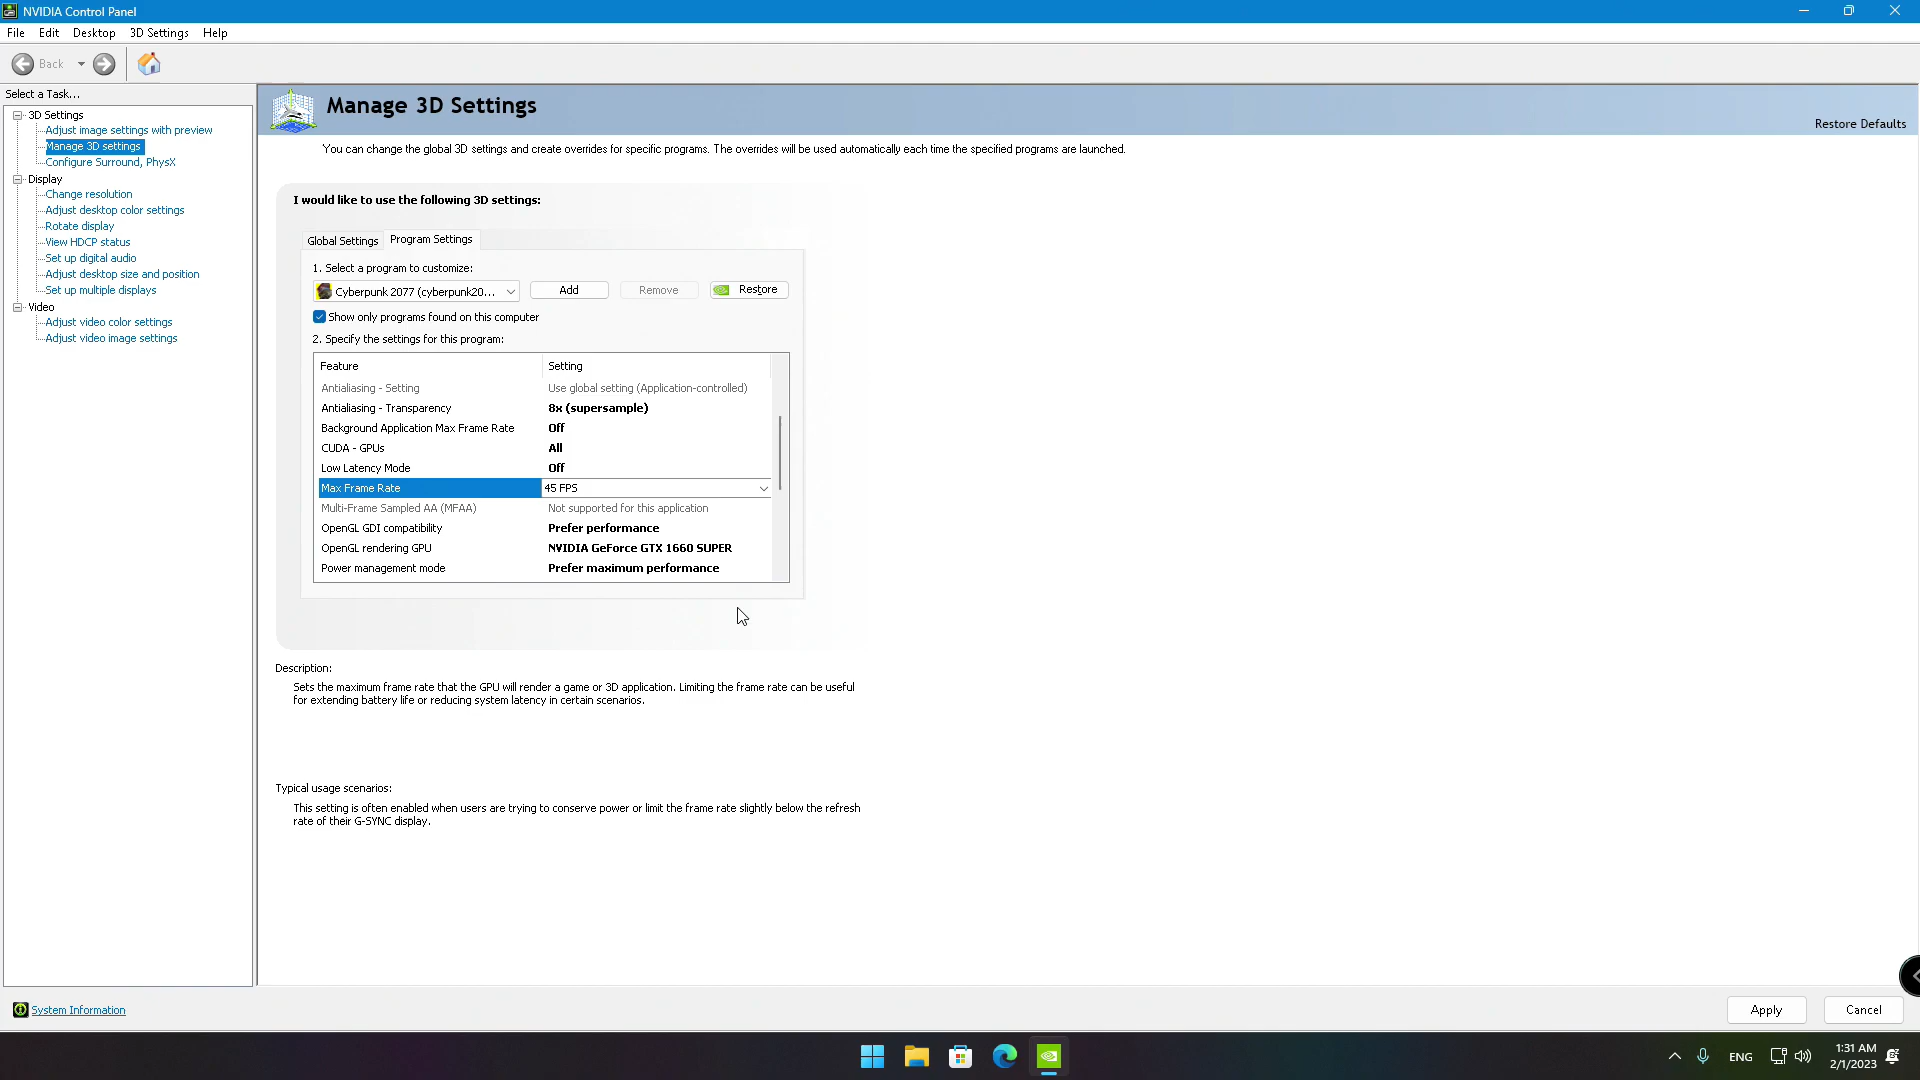 NVIDIA Control Panel
File Edit Desktop 3D Settings Help
Back
Select a Task...
3D Settings
Adjust image settings with preview
Manage 3D settings
Configure Surround, PhysX
Display
Change resolution
Adjust desktop color settings
Rotate display
View HDCP status
Set up digital audio
Adjust desktop size and position
Set up multiple displays
Video
Adjust video color settings
Adjust video image settings
Manage 3D Settings
Restore Defaults
You can change the global 3D settings and create overrides for specific programs. The overrides will be used automatically each time the specified programs are launched.
I would like to use the following 3D settings:
Global Settings Program Settings
1. Select a program to customize:
Cyberpunk 2077 (cyberpunk20... Add Remove Restore
Show only programs found on this computer
2. Specify the settings for this program:
Feature Setting
Antialiasing - Setting Use global setting (Application-controlled)
Antialiasing - Transparency 8x (supersample)
Background Application Max Frame Rate Off
CUDA - GPUs All
Low Latency Mode Off
Max Frame Rate 45 FPS
Multi-Frame Sampled AA (MFAA) Not supported for this application
OpenGL GDI compatibility Prefer performance
OpenGL rendering GPU NVIDIA GeForce GTX 1660 SUPER
Power management mode Prefer maximum performance
Description:
Sets the maximum frame rate that the GPU will render a game or 3D application. Limiting the frame rate can be useful
for extending battery life or reducing system latency in certain scenarios.
Typical usage scenarios:
This setting is often enabled when users are trying to conserve power or limit the frame rate slightly below the refresh
rate of their G-SYNC display.
System Information
Apply Cancel
ENG
1:31 AM
2/1/2023